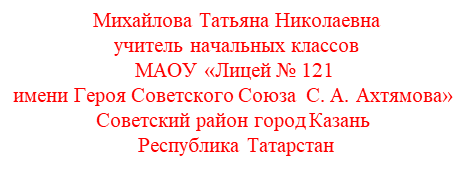 Михайлова Татьяна Николаевна
учитель начальных классов
МАОУ «Лицей № 121
имени Героя Советского Союза С. А. Ахтямова»
Советский район город Казань
Республика Татарстан